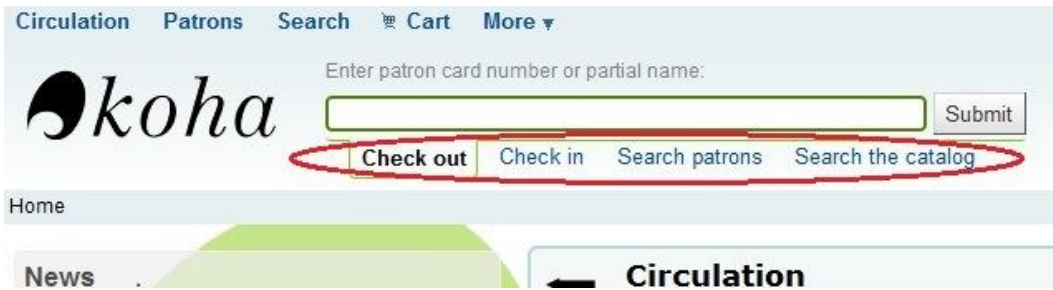 Circulation Patrons Search Cart More
Enter patron card number or partial name:
koha
Submit
Check out Check in Search patrons Search the catalog
Home
News
Circulation